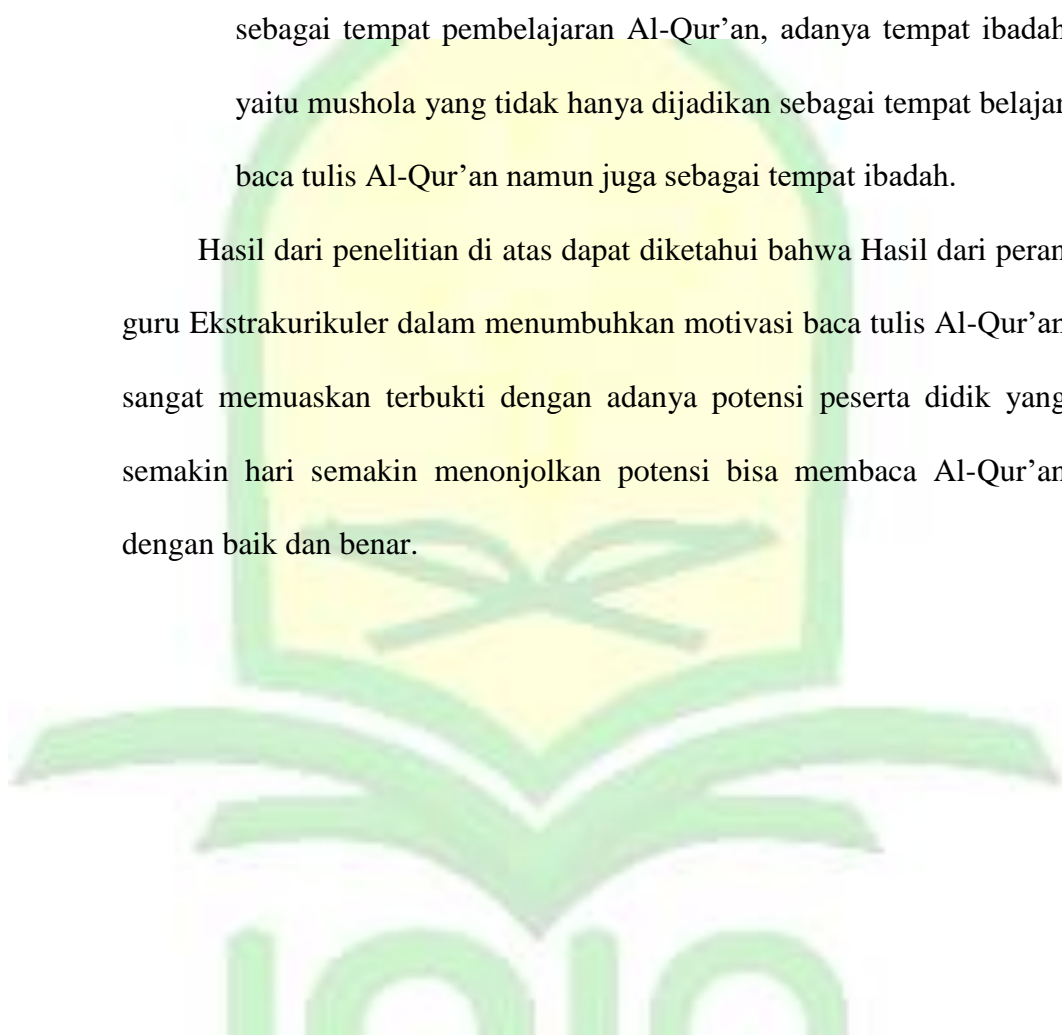 sebagai tempat pembelajaran Al-Qur’an, adanya tempat ibadah
yaitu mushola yang tidak hanya dijadikan sebagai tempat belajar
baca tulis Al-Qur’an namun juga sebagai tempat ibadah.
Hasil dari penelitian di atas dapat diketahui bahwa Hasil dari peran
guru Ekstrakurikuler dalam menumbuhkan motivasi baca tulis Al-Qur’an
sangat memuaskan terbukti dengan adanya potensi peserta didik yang
semakin hari semakin menonjolkan potensi bisa membaca Al-Qur’an
dengan baik dan benar.